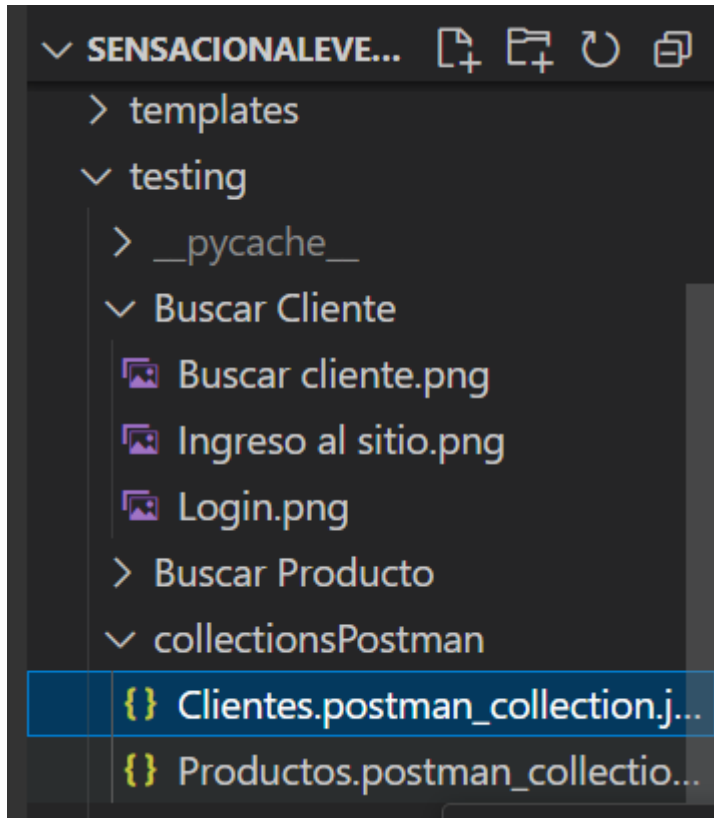 SENSACIONALEVE...
templates
testing
__pycache__
Buscar Cliente
Buscar cliente.png
Ingreso al sitio.png
Login.png
Buscar Producto
collectionsPostman
{} Clientes.postman_collection.j...
{} Productos.postman_collectio...